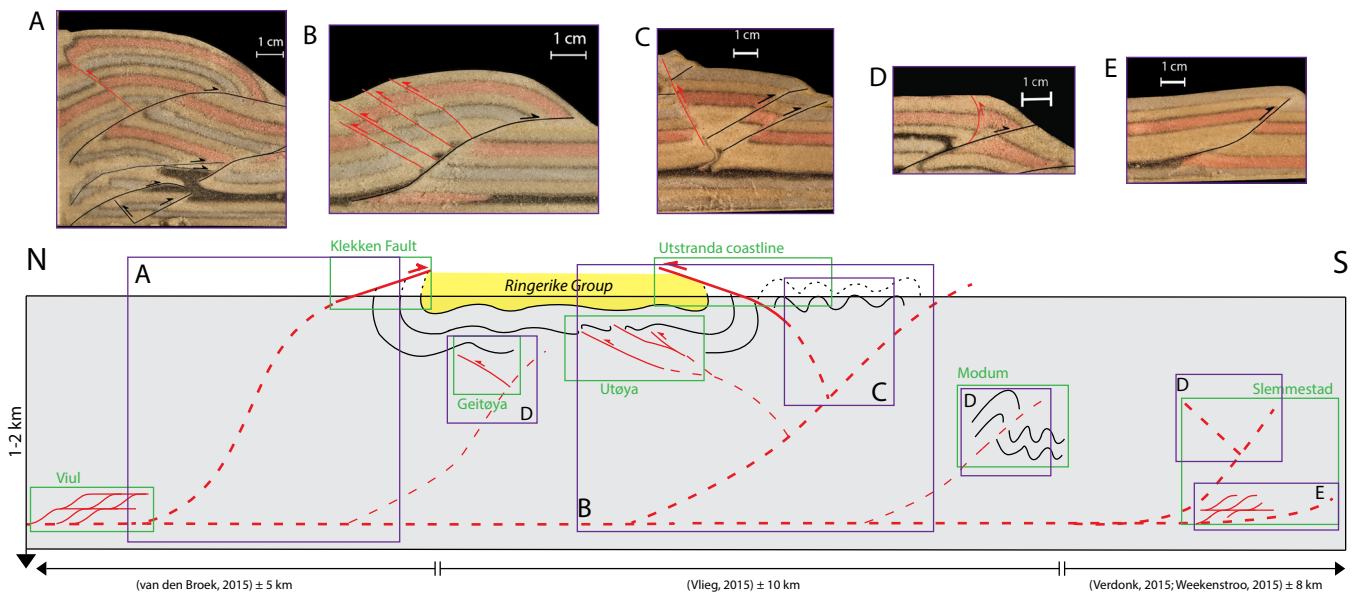 A
1 cm
B
1 cm
C
1 cm
D
1 cm
E
1 cm
N
S
Klekken Fault
Utstranda coastline
A
Ringerike Group
Geitøya
D
Utøya
C
Modum
D
D
Slemmestad
1-2 km
Viul
B
E
(van den Broek, 2015) ± 5 km
(Vlieg, 2015) ± 10 km
(Verdonk, 2015; Weekenstroo, 2015) ± 8 km